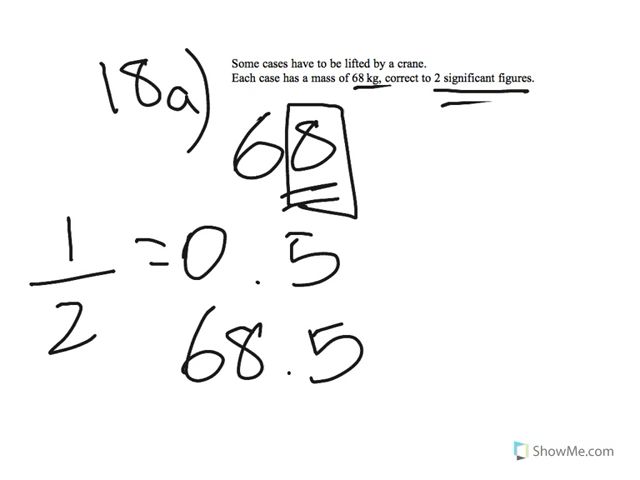 18a)
Some cases have to be lifted by a crane.
Each case has a mass of 68 kg, correct to 2 significant figures.
68
1/2 = 0.5
68.5
ShowMe.com